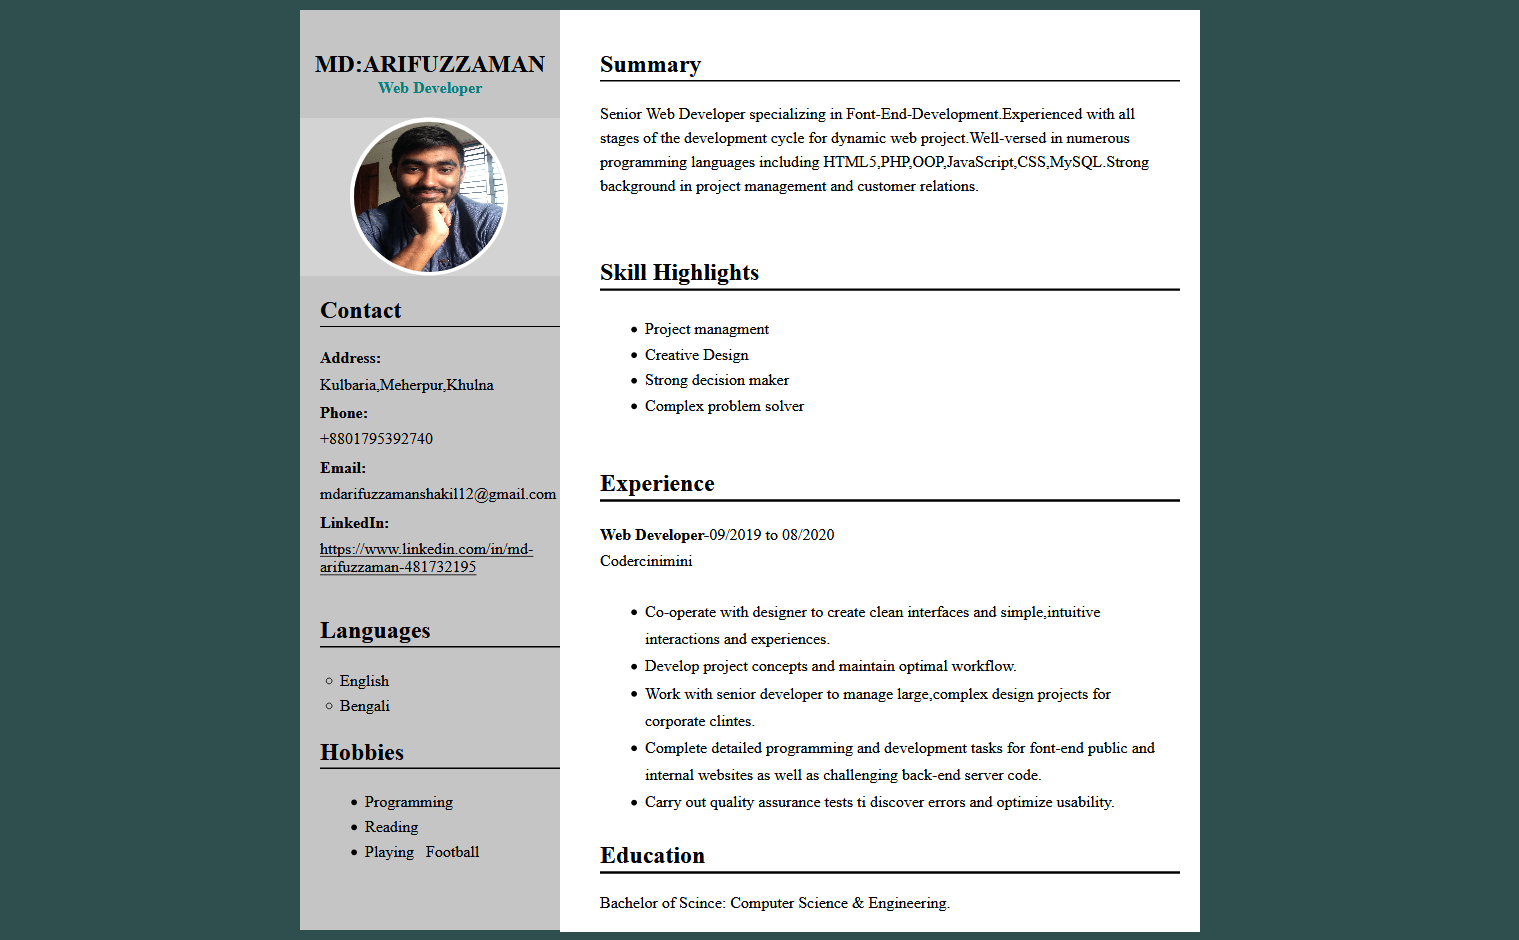 MD:ARIFUZZAMAN
Web Developer
Contact
Address:
Kulbaria,Meherpur,Khulna
Phone:
+8801795392740
Email:
mdarifuzzamanshakil12@gmail.com
LinkedIn:
https://www.linkedin.com/in/md-
arifuzzaman-481732195
Languages
English
Bengali
Hobbies
Programming
Reading
Playing Football
Summary
Senior Web Developer specializing in Font-End-Development.Experienced with all
stages of the development cycle for dynamic web project.Well-versed in numerous
programming languages including HTML5,PHP,OOP,JavaScript,CSS,MySQL.Strong
background in project management and customer relations.
Skill Highlights
Project managment
Creative Design
Strong decision maker
Complex problem solver
Experience
Web Developer-09/2019 to 08/2020
Codercinimini
Co-operate with designer to create clean interfaces and simple,intuitive
interactions and experiences.
Develop project concepts and maintain optimal workflow.
Work with senior developer to manage large,complex design projects for
corporate clintes.
Complete detailed programming and development tasks for font-end public and
internal websites as well as challenging back-end server code.
Carry out quality assurance tests ti discover errors and optimize usability.
Education
Bachelor of Scince: Computer Science & Engineering.